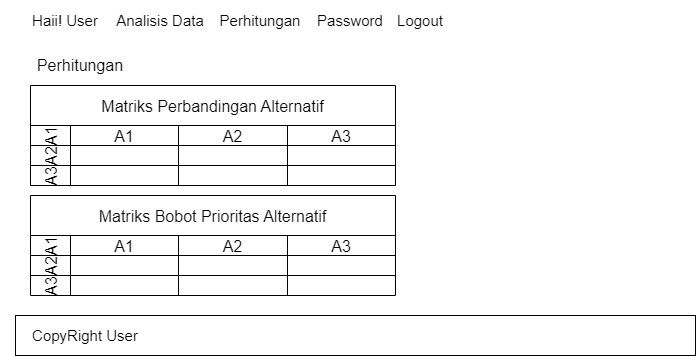 Haii! User Analisis Data Perhitungan Password Logout
Perhitungan
Matriks Perbandingan Alternatif
A1 A2 A3
A1
A2
A3
Matriks Bobot Prioritas Alternatif
A1 A2 A3
A1
A2
A3
CopyRight User